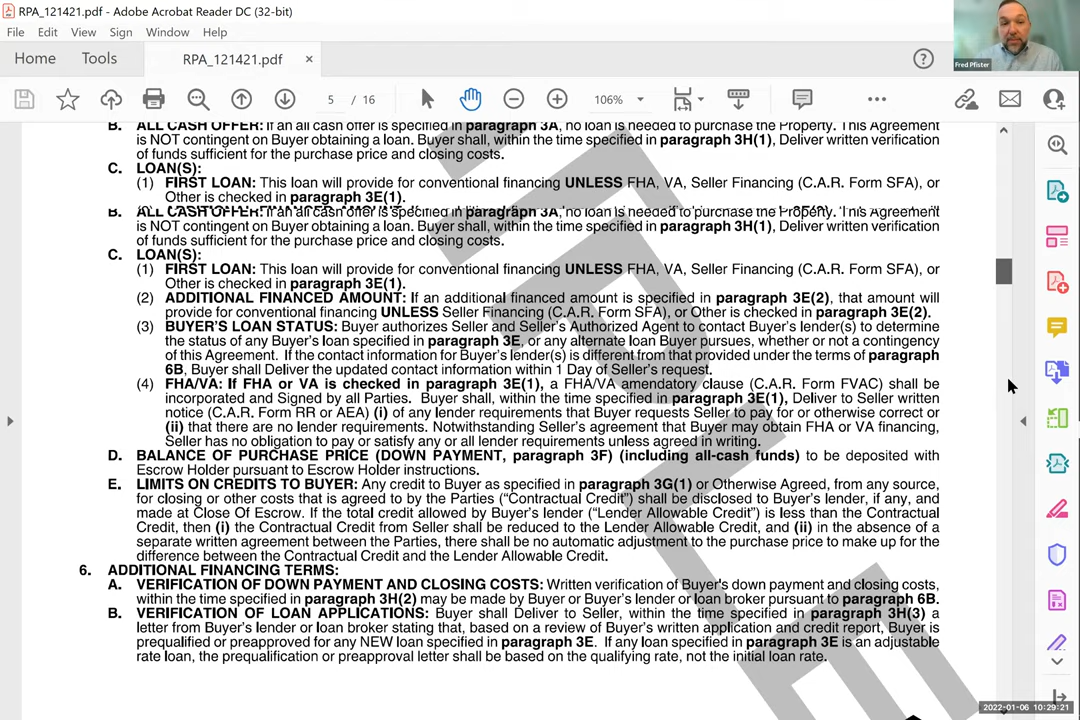 RPA_121421.pdf - Adobe Acrobat Reader DC (32-bit)
File Edit View Sign Window Help
Home Tools RPA_121421.pdf ×
5 / 16 106%
Fred Pfister
B. ALL CASH OFFER: If an all cash offer is specified in paragraph 3A, no loan is needed to purchase the Property. This Agreement
is NOT contingent on Buyer obtaining a loan. Buyer shall, within the time specified in paragraph 3H(1), Deliver written verification
of funds sufficient for the purchase price and closing costs.
C. LOAN(S):
(1) FIRST LOAN: This loan will provide for conventional financing UNLESS FHA, VA, Seller Financing (C.A.R. Form SFA), or
Other is checked in paragraph 3E(1).
B. ALL CASH OFFER: If an all cash offer is specified in paragraph 3A, no loan is needed to purchase the Property. This Agreement
is NOT contingent on Buyer obtaining a loan. Buyer shall, within the time specified in paragraph 3H(1), Deliver written verification
of funds sufficient for the purchase price and closing costs.
C. LOAN(S):
(1) FIRST LOAN: This loan will provide for conventional financing UNLESS FHA, VA, Seller Financing (C.A.R. Form SFA), or
Other is checked in paragraph 3E(1).
(2) ADDITIONAL FINANCED AMOUNT: If an additional financed amount is specified in paragraph 3E(2), that amount will
provide for conventional financing UNLESS Seller Financing (C.A.R. Form SFA), or Other is checked in paragraph 3E(2).
(3) BUYER'S LOAN STATUS: Buyer authorizes Seller and Seller's Authorized Agent to contact Buyer's lender(s) to determine
the status of any Buyer's loan specified in paragraph 3E, or any alternate loan Buyer pursues, whether or not a contingency
of this Agreement. If the contact information for Buyer's lender(s) is different from that provided under the terms of paragraph
6B, Buyer shall Deliver the updated contact information within 1 Day of Seller's request.
(4) FHA/VA: If FHA or VA is checked in paragraph 3E(1), a FHA/VA amendatory clause (C.A.R. Form FVAC) shall be
incorporated and Signed by all Parties. Buyer shall, within the time specified in paragraph 3E(1), Deliver to Seller written
notice (C.A.R. Form RR or AEA) (i) of any lender requirements that Buyer requests Seller to pay for or otherwise correct or
(ii) that there are no lender requirements. Notwithstanding Seller's agreement that Buyer may obtain FHA or VA financing,
Seller has no obligation to pay or satisfy any or all lender requirements unless agreed in writing.
D. BALANCE OF PURCHASE PRICE (DOWN PAYMENT, paragraph 3F) (including all-cash funds) to be deposited with
Escrow Holder pursuant to Escrow Holder instructions.
E. LIMITS ON CREDITS TO BUYER: Any credit to Buyer as specified in paragraph 3G(1) or Otherwise Agreed, from any source,
for closing or other costs that is agreed to by the Parties ("Contractual Credit") shall be disclosed to Buyer's lender, if any, and
made at Close Of Escrow. If the total credit allowed by Buyer's lender ("Lender Allowable Credit") is less than the Contractual
Credit, then (i) the Contractual Credit from Seller shall be reduced to the Lender Allowable Credit, and (ii) in the absence of a
separate written agreement between the Parties, there shall be no automatic adjustment to the purchase price to make up for the
difference between the Contractual Credit and the Lender Allowable Credit.
6. ADDITIONAL FINANCING TERMS:
A. VERIFICATION OF DOWN PAYMENT AND CLOSING COSTS: Written verification of Buyer's down payment and closing costs,
within the time specified in paragraph 3H(2) may be made by Buyer or Buyer's lender or loan broker pursuant to paragraph 6B.
B. VERIFICATION OF LOAN APPLICATIONS: Buyer shall Deliver to Seller, within the time specified in paragraph 3H(3) a
letter from Buyer's lender or loan broker stating that, based on a review of Buyer's written application and credit report, Buyer is
prequalified or preapproved for any NEW loan specified in paragraph 3E. If any loan specified in paragraph 3E is an adjustable
rate loan, the prequalification or preapproval letter shall be based on the qualifying rate, not the initial loan rate.
2022-01-06 10:29:21